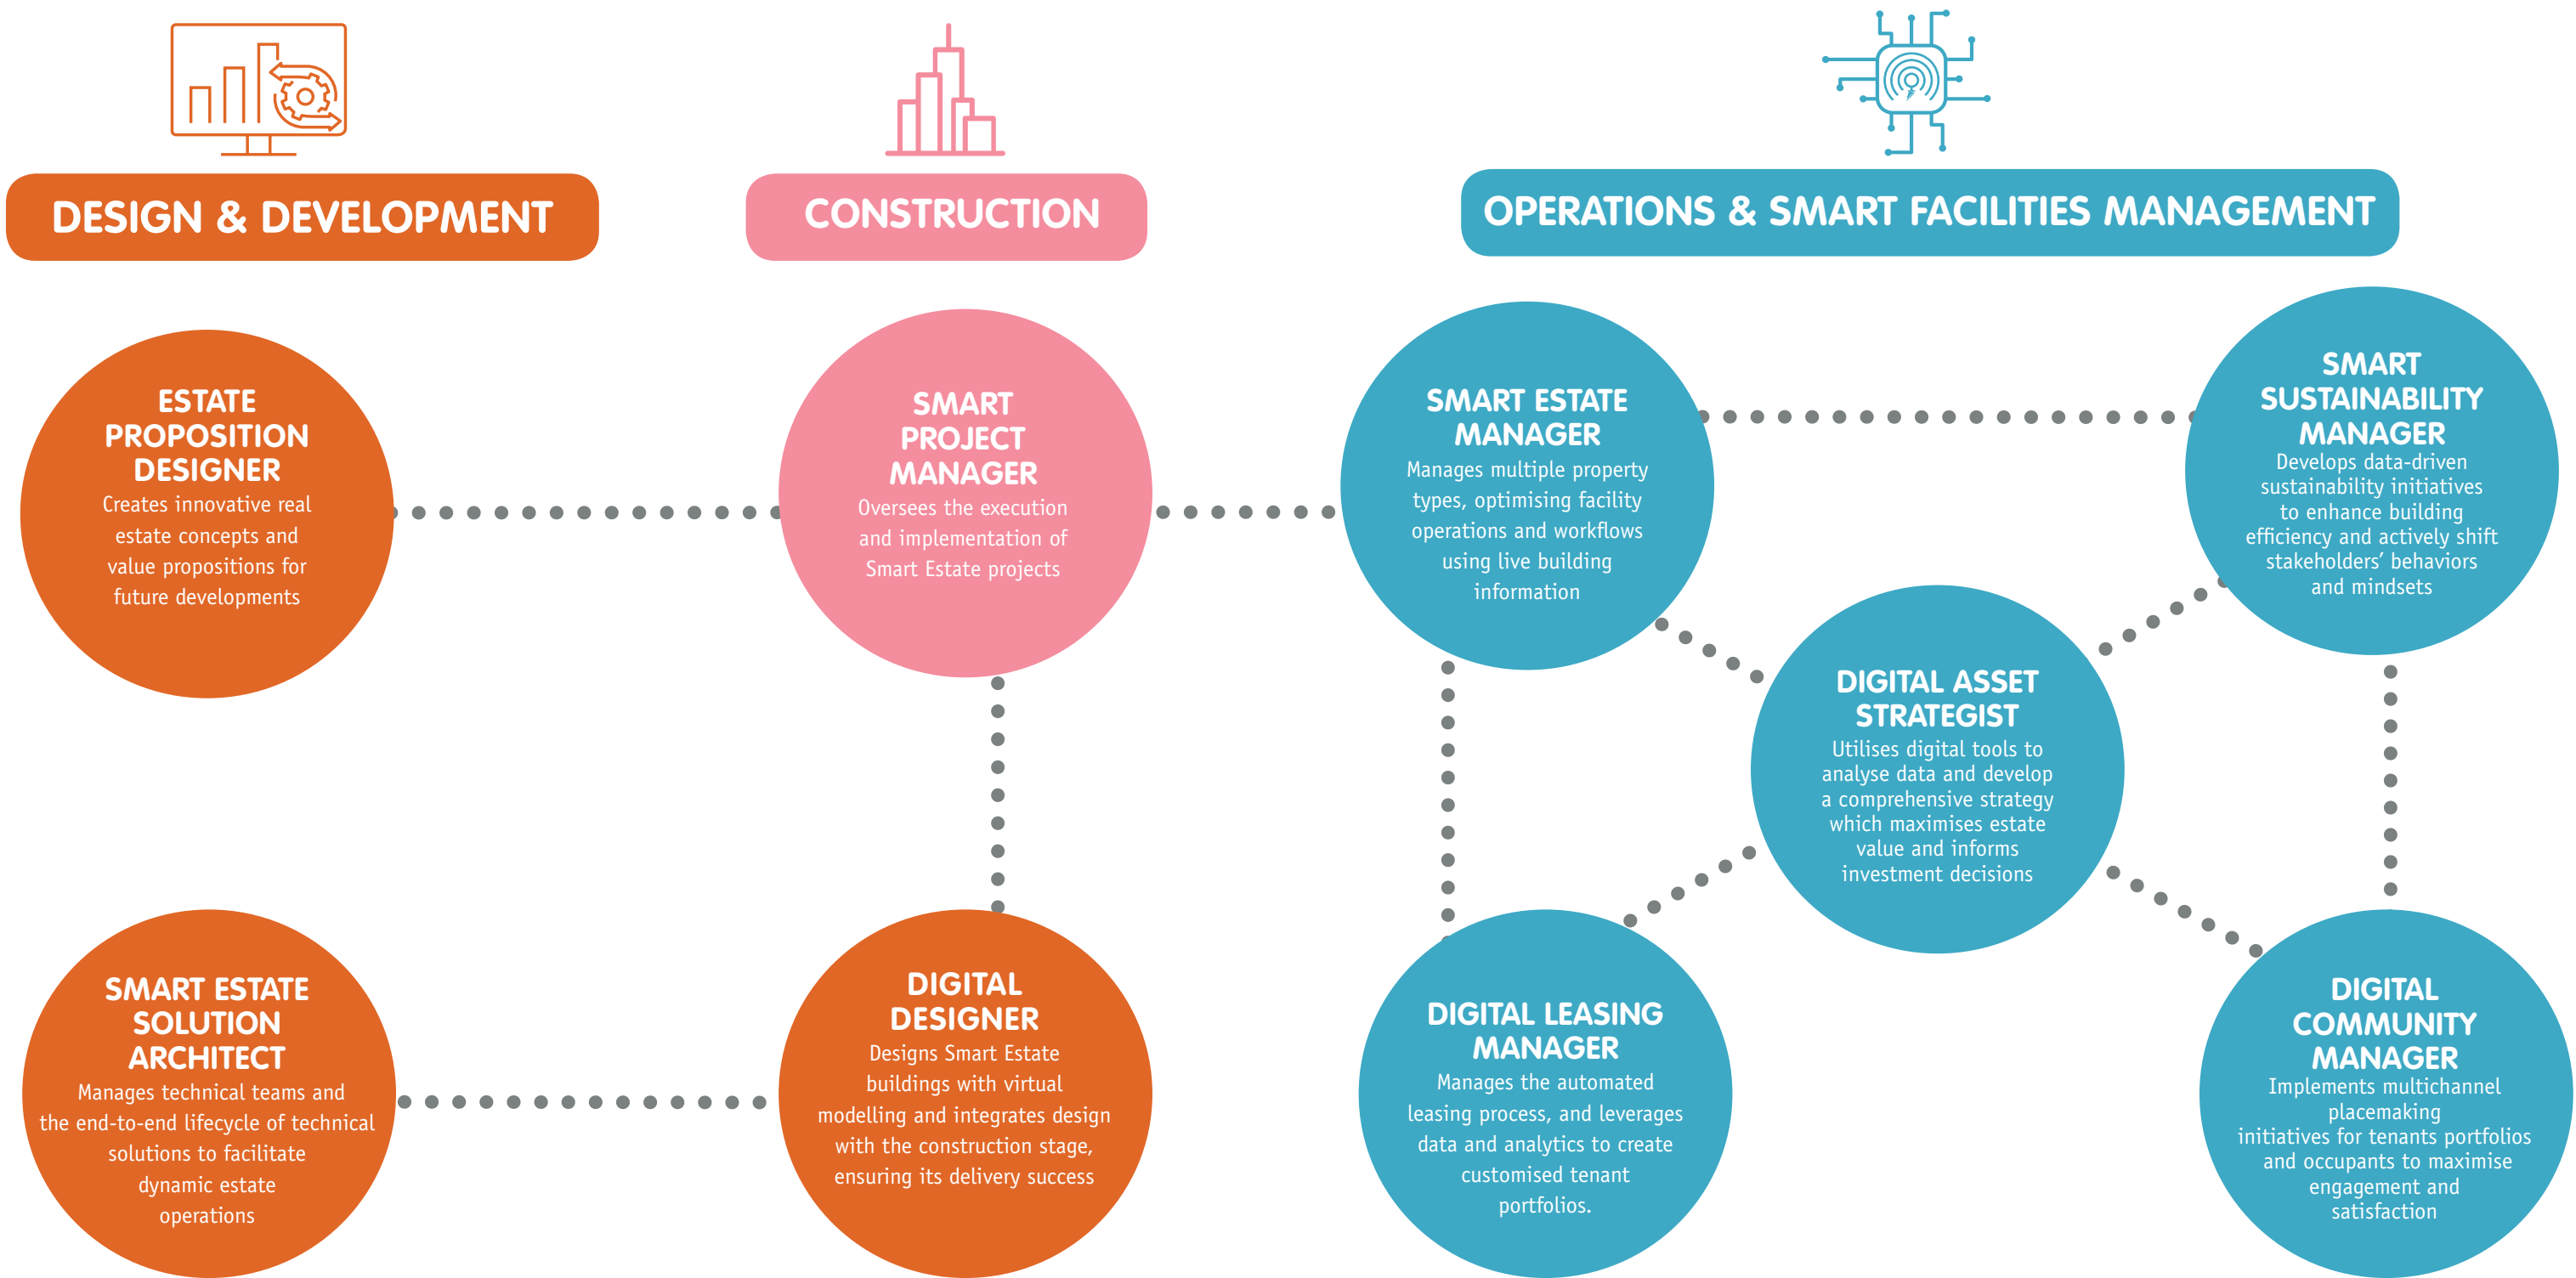 DESIGN & DEVELOPMENT
CONSTRUCTION
OPERATIONS & SMART FACILITIES MANAGEMENT
ESTATE
PROPOSITION
DESIGNER
Creates innovative real
estate concepts and
value propositions for
future developments
SMART
PROJECT
MANAGER
Oversees the execution
and implementation of
Smart Estate projects
SMART ESTATE
MANAGER
Manages multiple property
types, optimising facility
operations and workflows
using live building
information
SMART
SUSTAINABILITY
MANAGER
Develops data-driven
sustainability initiatives
to enhance building
efficiency and actively shift
stakeholders’ behaviors
and mindsets
DIGITAL ASSET
STRATEGIST
Utilises digital tools to
analyse data and develop
a comprehensive strategy
which maximises estate
value and informs
investment decisions
SMART ESTATE
SOLUTION
ARCHITECT
Manages technical teams and
the end-to-end lifecycle of technical
solutions to facilitate
dynamic estate
operations
DIGITAL
DESIGNER
Designs Smart Estate
buildings with virtual
modelling and integrates design
with the construction stage,
ensuring its delivery success
DIGITAL LEASING
MANAGER
Manages the automated
leasing process, and leverages
data and analytics to create
customised tenant
portfolios.
DIGITAL
COMMUNITY
MANAGER
Implements multichannel
placemaking
initiatives for tenants portfolios
and occupants to maximise
engagement and
satisfaction